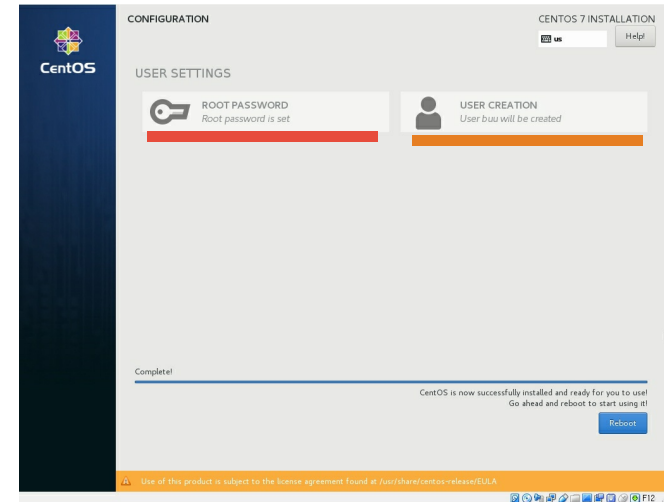 CONFIGURATION
CENTOS 7 INSTALLATION
us
Help!
CentOS
USER SETTINGS
ROOT PASSWORD
Root password is set
USER CREATION
User buu will be created
Complete!
CentOS is now successfully installed and ready for you to use!
Go ahead and reboot to start using it!
Reboot
Use of this product is subject to the license agreement found at /usr/share/centos-release/EULA
F12